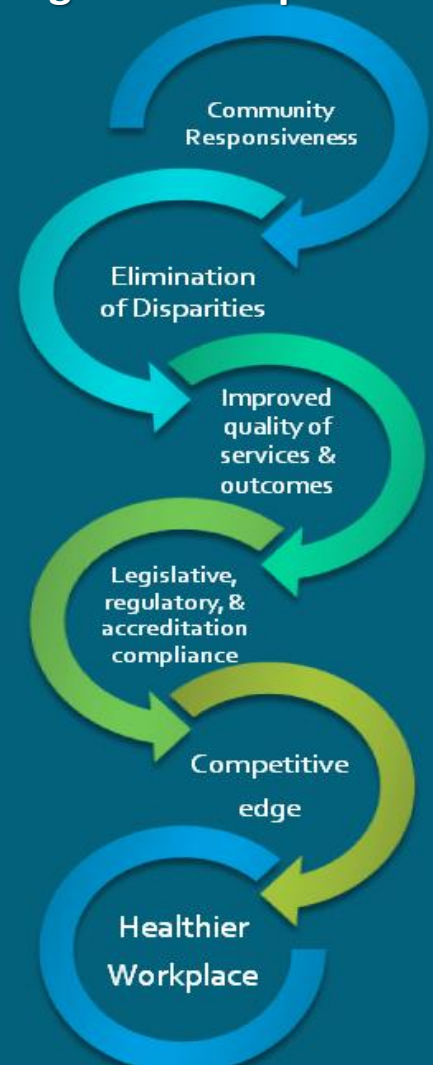 Community
Responsiveness
Elimination
of Disparities
Improved
quality of
services &
outcomes
Legislative,
regulatory, &
accreditation
compliance
Competitive
edge
Healthier
Workplace